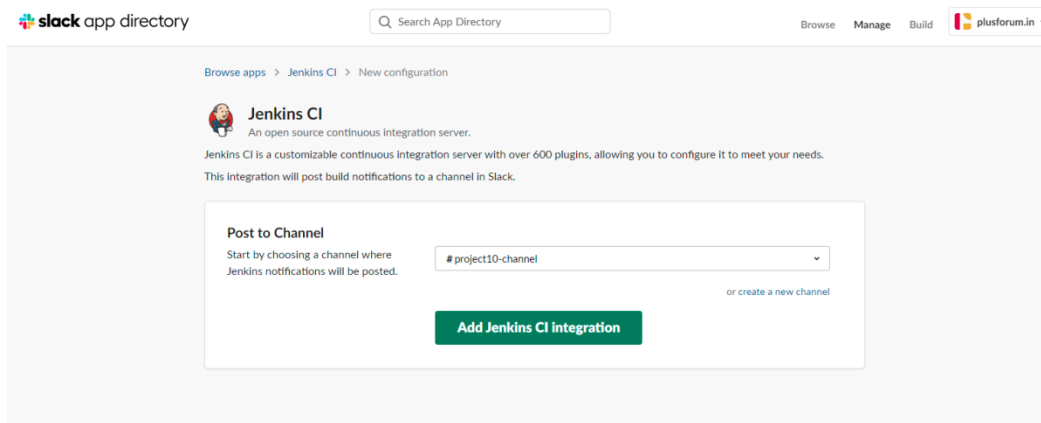 slack app directory
Search App Directory
Browse
Manage
Build
plusforum.in
Browse apps > Jenkins CI > New configuration
Jenkins CI
An open source continuous integration server.
Jenkins CI is a customizable continuous integration server with over 600 plugins, allowing you to configure it to meet your needs.
This integration will post build notifications to a channel in Slack.
Post to Channel
Start by choosing a channel where
Jenkins notifications will be posted.
# project10-channel
or create a new channel
Add Jenkins CI integration